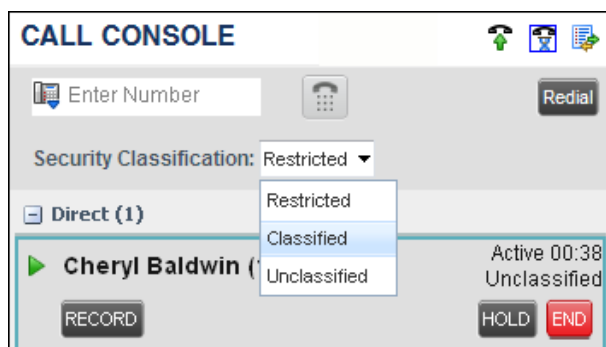 CALL CONSOLE
Enter Number
Redial
Security Classification: Restricted
Restricted
Direct (1)
Classified
Active 00:38
Cheryl Baldwin (
Unclassified
Unclassified
RECORD
HOLD END